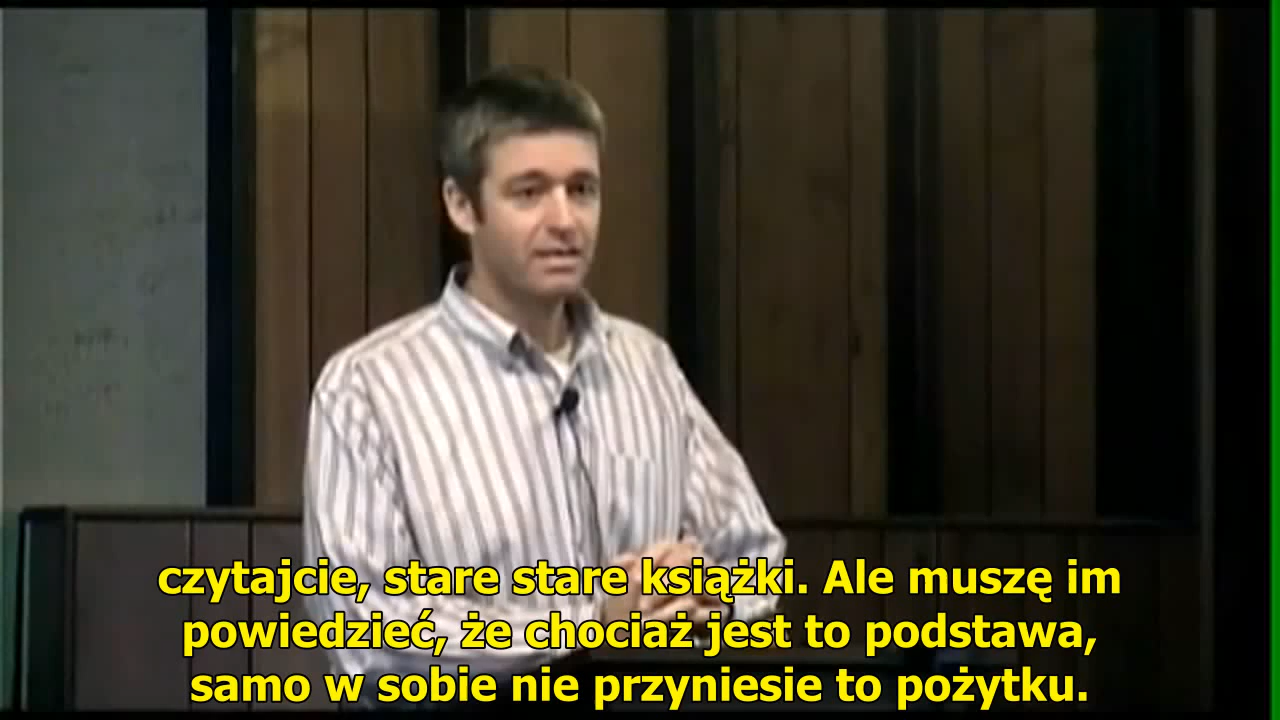 czytajcie, stare stare książki. Ale muszę im
powiedzieć, że chociaż jest to podstawa,
samo w sobie nie przyniesie to pożytku.